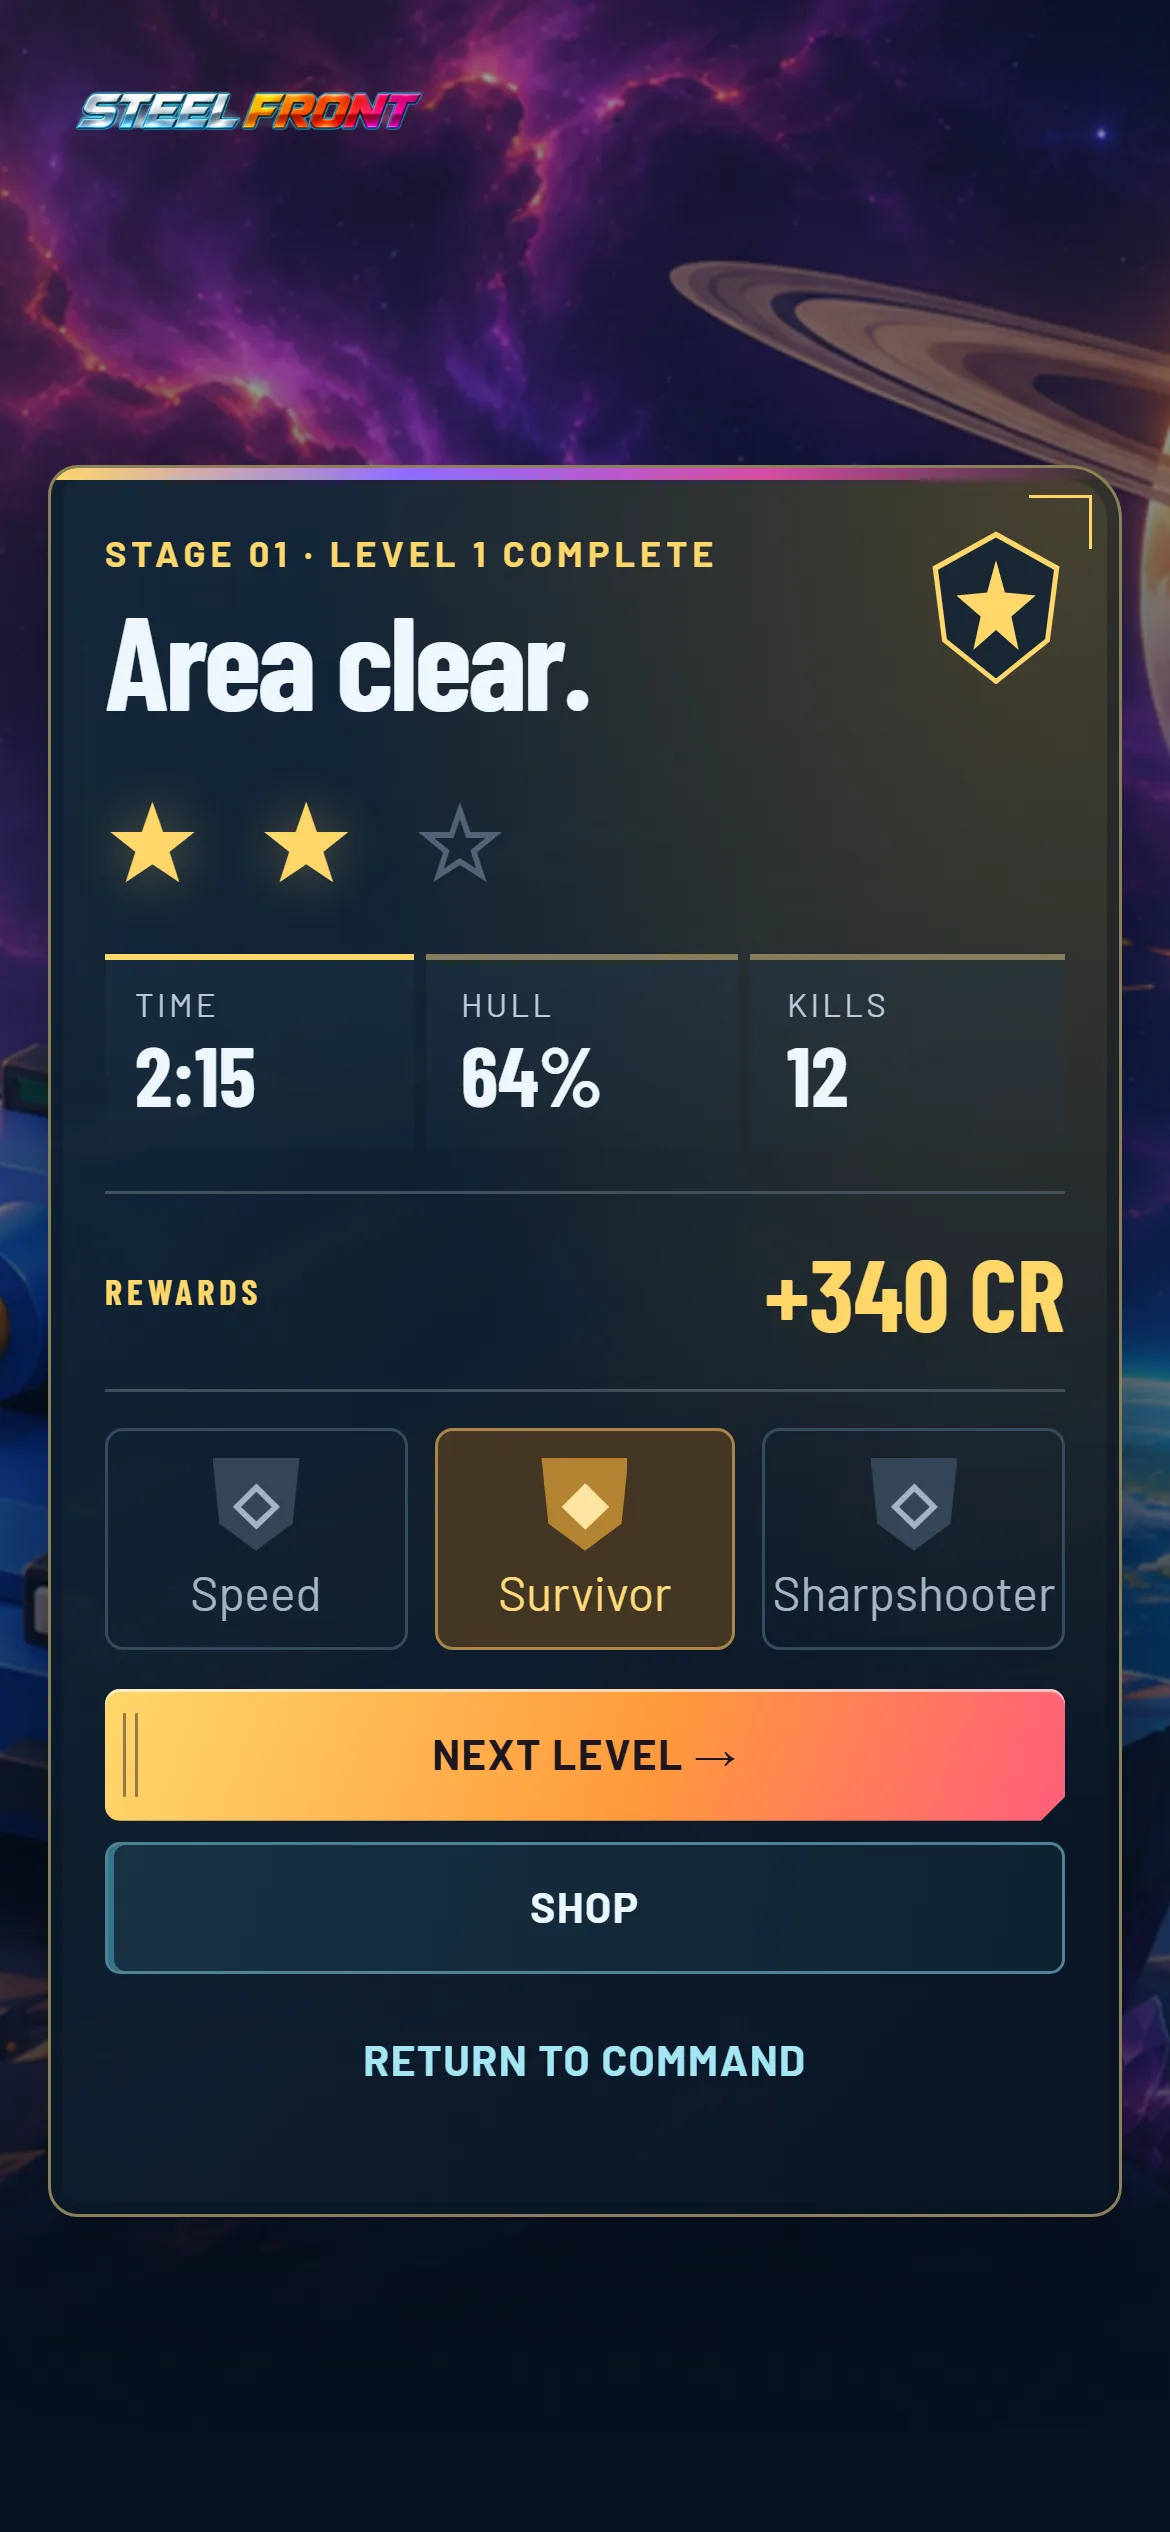 STEEL FRONT
STAGE 01 · LEVEL 1 COMPLETE
Area clear.
TIME HULL KILLS
2:15 64% 12
REWARDS +340 CR
Speed Survivor Sharpshooter
NEXT LEVEL →
SHOP
RETURN TO COMMAND